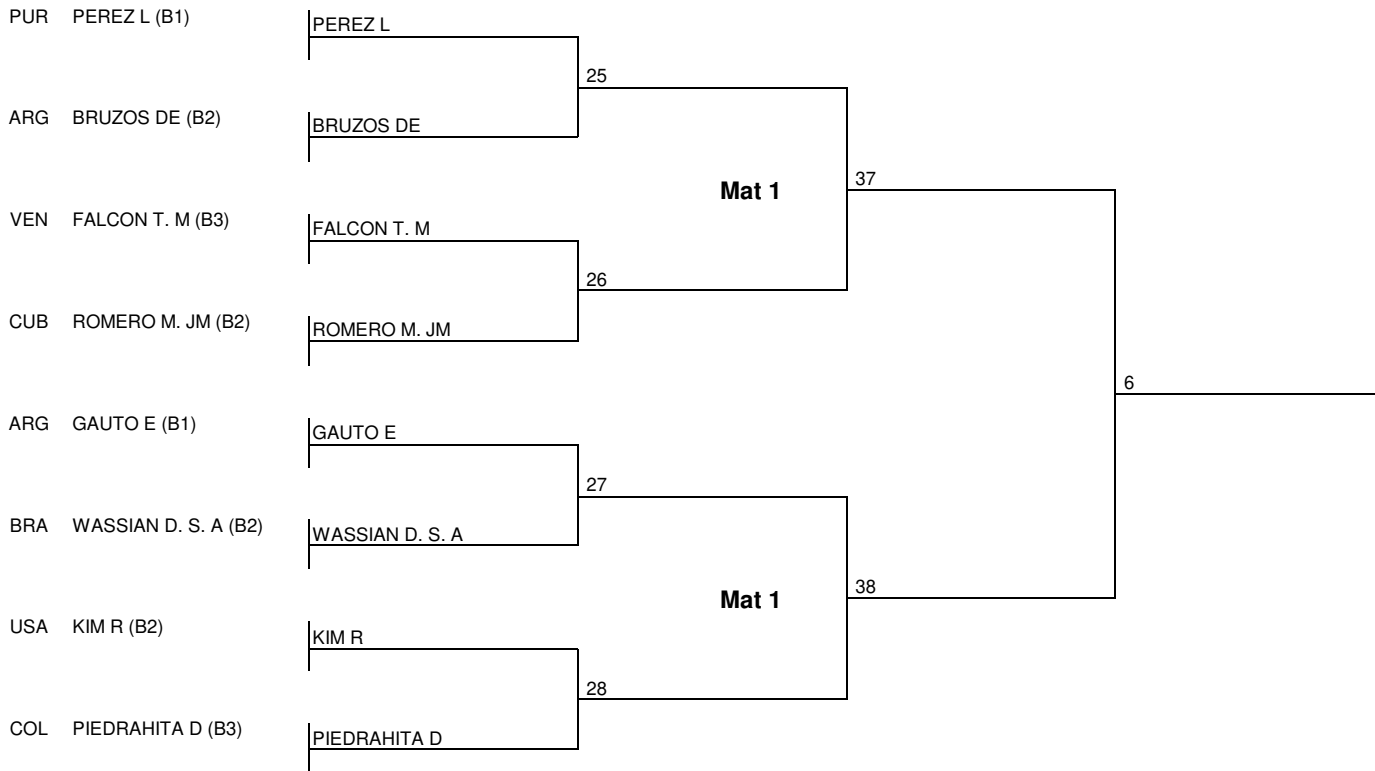 PUR PEREZ L (B1)
PEREZ L
25
ARG BRUZOS DE (B2)
BRUZOS DE
Mat 1
37
VEN FALCON T. M (B3)
FALCON T. M
26
CUB ROMERO M. JM (B2)
ROMERO M. JM
6
ARG GAUTO E (B1)
GAUTO E
27
BRA WASSIAN D. S. A (B2)
WASSIAN D. S. A
Mat 1
38
USA KIM R (B2)
KIM R
28
COL PIEDRAHITA D (B3)
PIEDRAHITA D